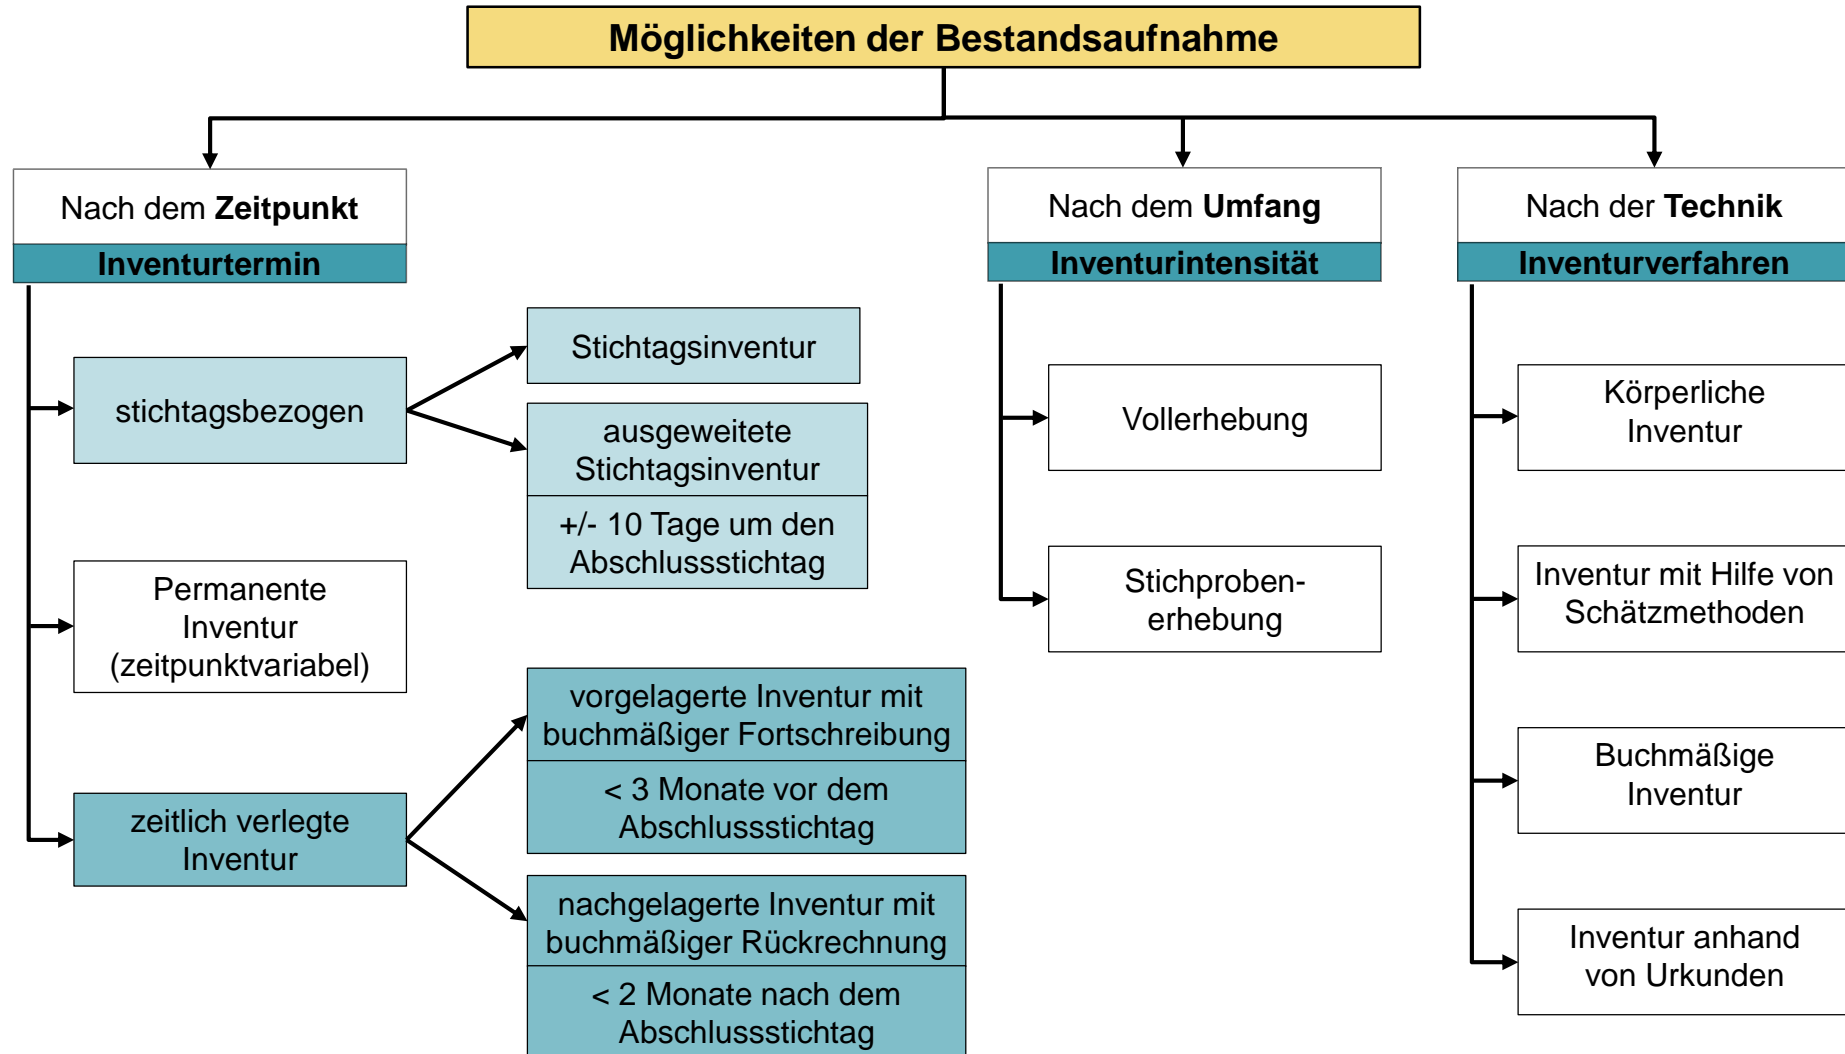 Möglichkeiten der Bestandsaufnahme
Nach dem Zeitpunkt
Inventurtermin
stichtagsbezogen
Stichtagsinventur
ausgeweitete
Stichtagsinventur
+/- 10 Tage um den
Abschlussstichtag
Permanente
Inventur
(zeitpunktvariabel)
zeitlich verlegte
Inventur
vorgelagerte Inventur mit
buchmäßiger Fortschreibung
< 3 Monate vor dem
Abschlussstichtag
nachgelagerte Inventur mit
buchmäßiger Rückrechnung
< 2 Monate nach dem
Abschlussstichtag
Nach dem Umfang
Inventurintensität
Vollerhebung
Stichproben-
erhebung
Nach der Technik
Inventurverfahren
Körperliche
Inventur
Inventur mit Hilfe von
Schätzmethoden
Buchmäßige
Inventur
Inventur anhand
von Urkunden